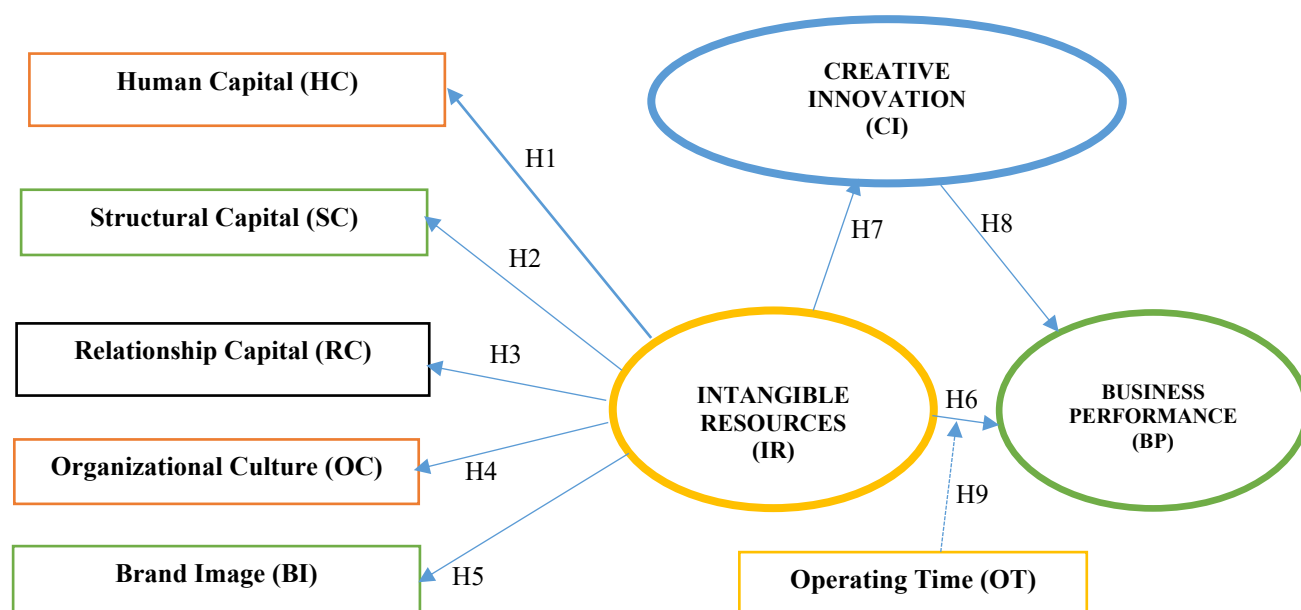 Human Capital (HC)
CREATIVE
INNOVATION
(CI)
H1
Structural Capital (SC)
H7
H8
H2
Relationship Capital (RC)
H3
INTANGIBLE
RESOURCES
(IR)
H6
BUSINESS
PERFORMANCE
(BP)
Organizational Culture (OC)
H4
H9
Brand Image (BI)
H5
Operating Time (OT)